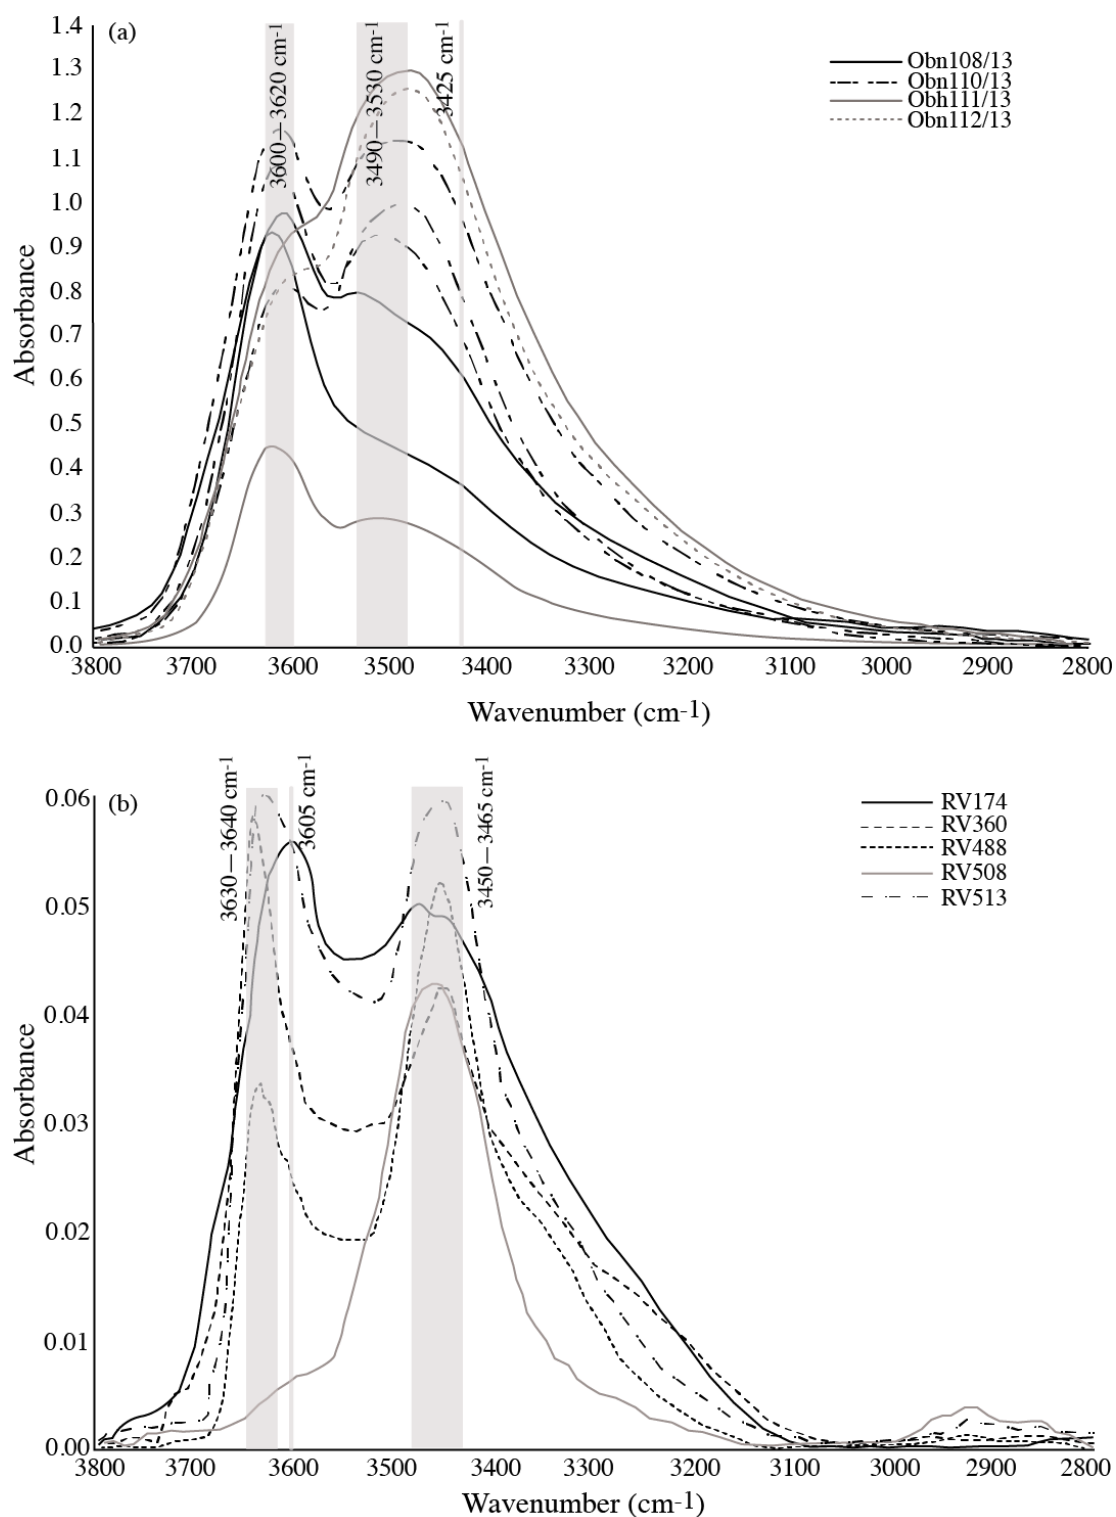 (a)
3600—3620 cm-1
3490—3530 cm-1
3425 cm-1
Obn108/13
Obn110/13
Obh111/13
Obn112/13
1.4
1.3
1.2
1.1
1.0
0.9
0.8
0.7
0.6
0.5
0.4
0.3
0.2
0.1
0.0
Absorbance
3800 3700 3600 3500 3400 3300 3200 3100 3000 2900 2800
Wavenumber (cm-1)
(b)
3630—3640 cm-1
3605 cm-1
3450—3465 cm-1
RV174
RV360
RV488
RV508
RV513
0.06
0.05
0.04
0.03
0.02
0.01
0.00
Absorbance
3800 3700 3600 3500 3400 3300 3200 3100 3000 2900 2800
Wavenumber (cm-1)